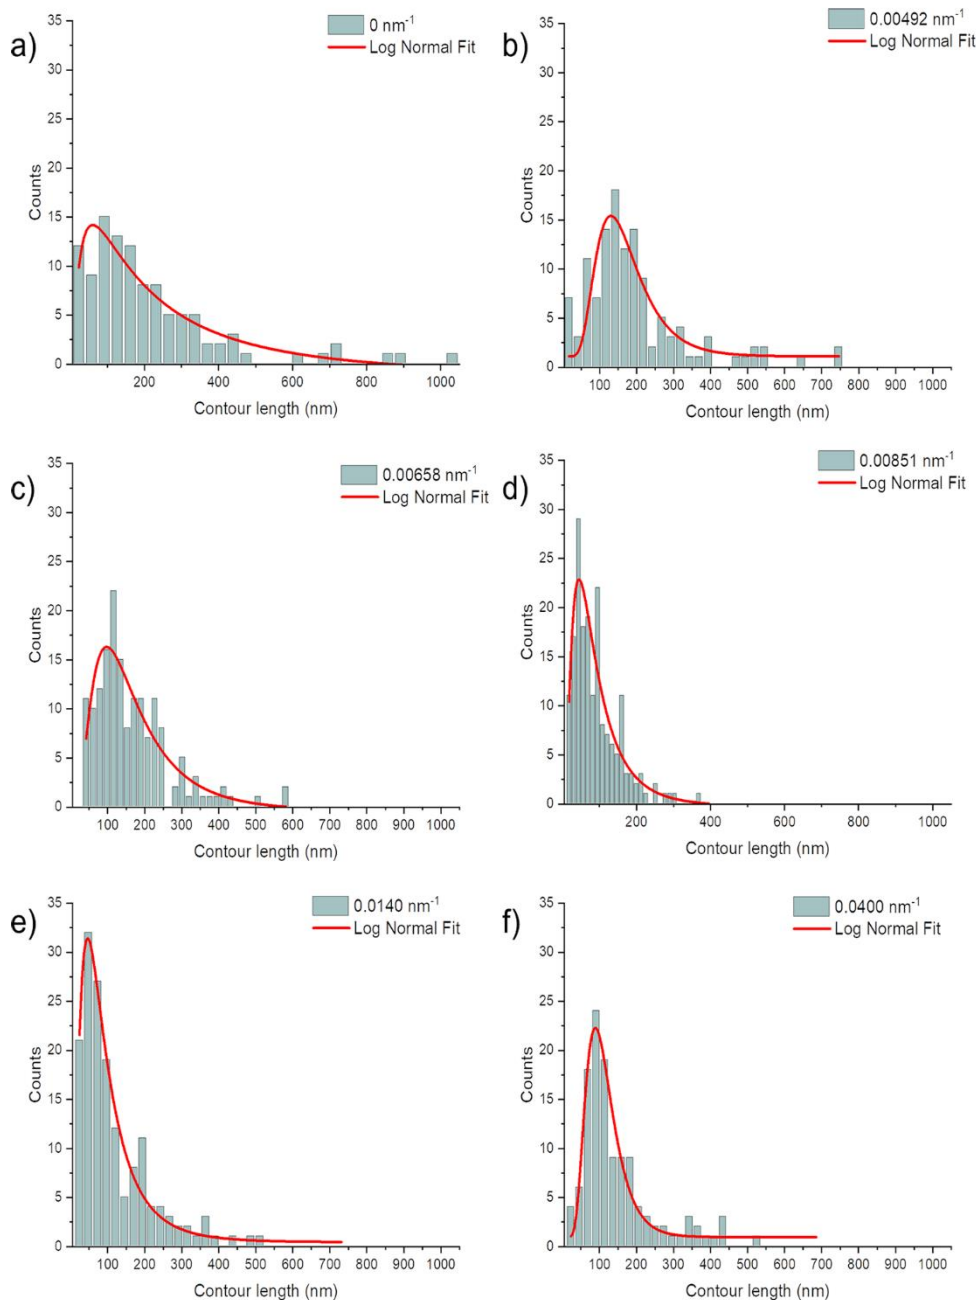 a)
0 nm⁻¹
Log Normal Fit
35
30
25
20
15
10
5
0
Counts
200 400 600 800 1000
Contour length (nm)
b)
0.00492 nm⁻¹
Log Normal Fit
35
30
25
20
15
10
5
0
Counts
100 200 300 400 500 600 700 800 900 1000
Contour length (nm)
c)
0.00658 nm⁻¹
Log Normal Fit
35
30
25
20
15
10
5
0
Counts
100 200 300 400 500 600 700 800 900 1000
Contour length (nm)
d)
0.00851 nm⁻¹
Log Normal Fit
35
30
25
20
15
10
5
0
Counts
200 400 600 800 1000
Contour length (nm)
e)
0.0140 nm⁻¹
Log Normal Fit
35
30
25
20
15
10
5
0
Counts
100 200 300 400 500 600 700 800 900 1000
Contour length (nm)
f)
0.0400 nm⁻¹
Log Normal Fit
35
30
25
20
15
10
5
0
Counts
100 200 300 400 500 600 700 800 900 1000
Contour length (nm)